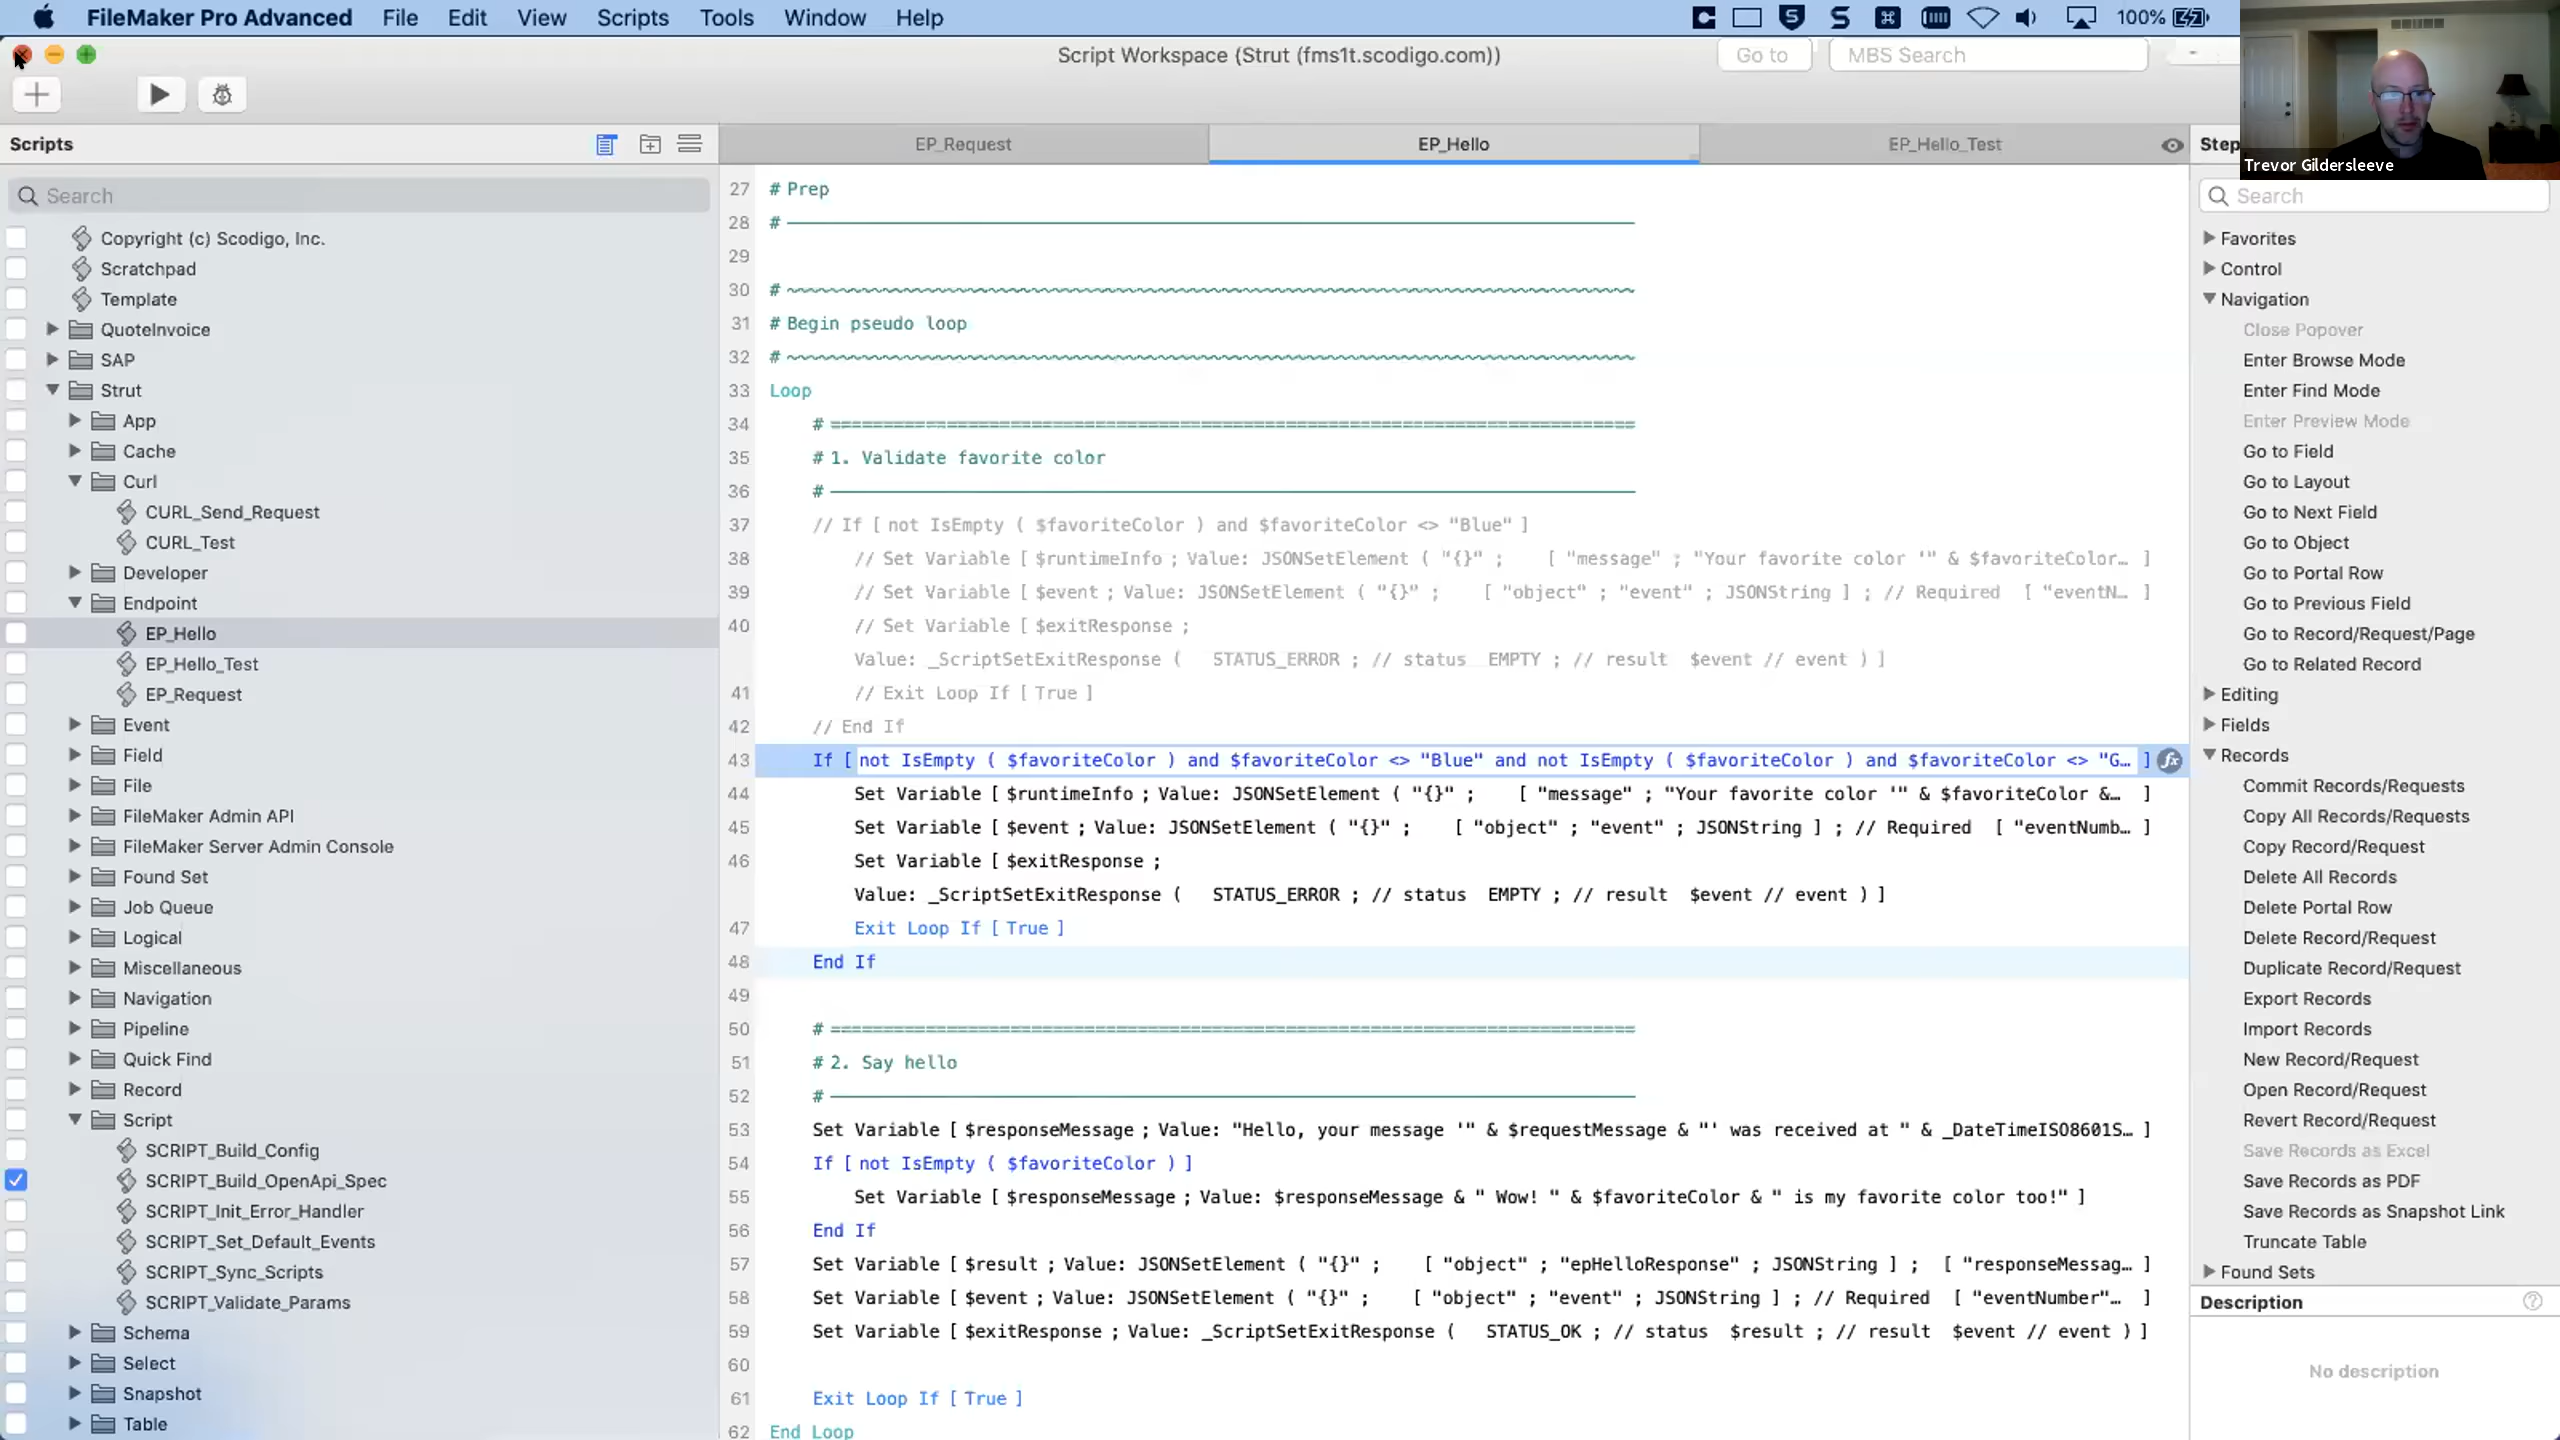 FileMaker Pro Advanced File Edit View Scripts Tools Window Help 100%
Script Workspace (Strut (fms1t.scodigo.com))
Go to
MBS Search
Trevor Gildersleeve
Scripts
Search
Copyright (c) Scodigo, Inc.
Scratchpad
Template
QuoteInvoice
SAP
Strut
App
Cache
Curl
CURL_Send_Request
CURL_Test
Developer
Endpoint
EP_Hello
EP_Hello_Test
EP_Request
Event
Field
File
FileMaker Admin API
FileMaker Server Admin Console
Found Set
Job Queue
Logical
Miscellaneous
Navigation
Pipeline
Quick Find
Record
Script
SCRIPT_Build_Config
SCRIPT_Build_OpenApi_Spec
SCRIPT_Init_Error_Handler
SCRIPT_Set_Default_Events
SCRIPT_Sync_Scripts
SCRIPT_Validate_Params
Schema
Select
Snapshot
Table
EP_Request EP_Hello EP_Hello_Test
27 # Prep
28 #
29
30 # ~~~~~~~~~~~~~~~~~~~~~~~~~~~~~~~~~~~~~~~~
31 # Begin pseudo loop
32 # ~~~~~~~~~~~~~~~~~~~~~~~~~~~~~~~~~~~~~~~~
33 Loop
34 # ========================================
35 # 1. Validate favorite color
36 #
37 // If [ not IsEmpty ( $favoriteColor ) and $favoriteColor <> "Blue" ]
38 // Set Variable [ $runtimeInfo ; Value: JSONSetElement ( "{}" ; [ "message" ; "Your favorite color '" & $favoriteColor… ]
39 // Set Variable [ $event ; Value: JSONSetElement ( "{}" ; [ "object" ; "event" ; JSONString ] ; // Required [ "eventN… ]
40 // Set Variable [ $exitResponse ;
Value: _ScriptSetExitResponse ( STATUS_ERROR ; // status EMPTY ; // result $event // event ) ]
41 // Exit Loop If [ True ]
42 // End If
43 If [ not IsEmpty ( $favoriteColor ) and $favoriteColor <> "Blue" and not IsEmpty ( $favoriteColor ) and $favoriteColor <> "G… ] fx
44 Set Variable [ $runtimeInfo ; Value: JSONSetElement ( "{}" ; [ "message" ; "Your favorite color '" & $favoriteColor &… ]
45 Set Variable [ $event ; Value: JSONSetElement ( "{}" ; [ "object" ; "event" ; JSONString ] ; // Required [ "eventNumb… ]
46 Set Variable [ $exitResponse ;
Value: _ScriptSetExitResponse ( STATUS_ERROR ; // status EMPTY ; // result $event // event ) ]
47 Exit Loop If [ True ]
48 End If
49
50 # ========================================
51 # 2. Say hello
52 #
53 Set Variable [ $responseMessage ; Value: "Hello, your message '" & $requestMessage & "' was received at " & _DateTimeISO8601S… ]
54 If [ not IsEmpty ( $favoriteColor ) ]
55 Set Variable [ $responseMessage ; Value: $responseMessage & " Wow! " & $favoriteColor & " is my favorite color too!" ]
56 End If
57 Set Variable [ $result ; Value: JSONSetElement ( "{}" ; [ "object" ; "epHelloResponse" ; JSONString ] ; [ "responseMessag… ]
58 Set Variable [ $event ; Value: JSONSetElement ( "{}" ; [ "object" ; "event" ; JSONString ] ; // Required [ "eventNumber"… ]
59 Set Variable [ $exitResponse ; Value: _ScriptSetExitResponse ( STATUS_OK ; // status $result ; // result $event // event ) ]
60
61 Exit Loop If [ True ]
62 End Loop
Step
Search
Favorites
Control
Navigation
Close Popover
Enter Browse Mode
Enter Find Mode
Enter Preview Mode
Go to Field
Go to Layout
Go to Next Field
Go to Object
Go to Portal Row
Go to Previous Field
Go to Record/Request/Page
Go to Related Record
Editing
Fields
Records
Commit Records/Requests
Copy All Records/Requests
Copy Record/Request
Delete All Records
Delete Portal Row
Delete Record/Request
Duplicate Record/Request
Export Records
Import Records
New Record/Request
Open Record/Request
Revert Record/Request
Save Records as Excel
Save Records as PDF
Save Records as Snapshot Link
Truncate Table
Found Sets
Description
No description